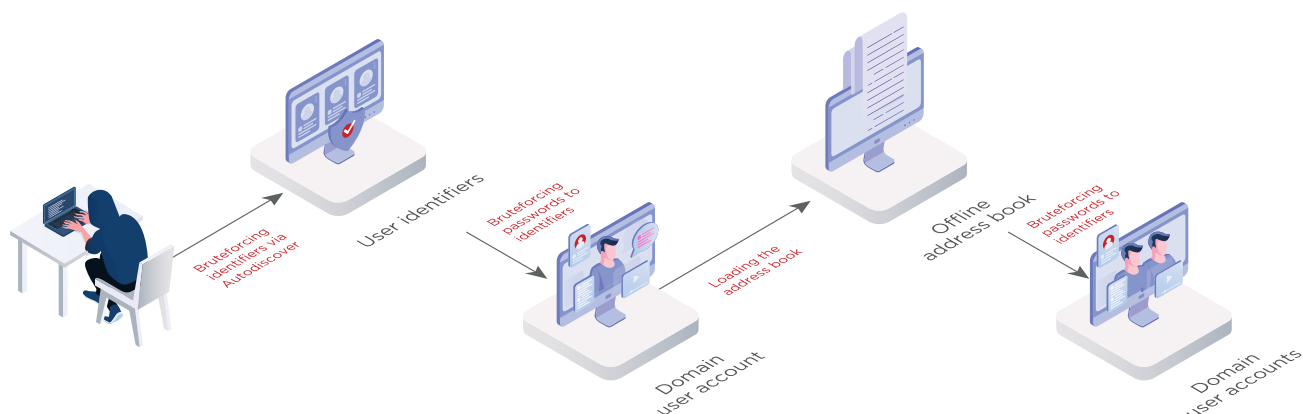 Bruteforcing
identifiers via
Autodiscover
User identifiers
Bruteforcing
passwords to
identifiers
Domain
user account
Loading the
address book
Offline
address book
Bruteforcing
passwords to
identifiers
Domain
user accounts